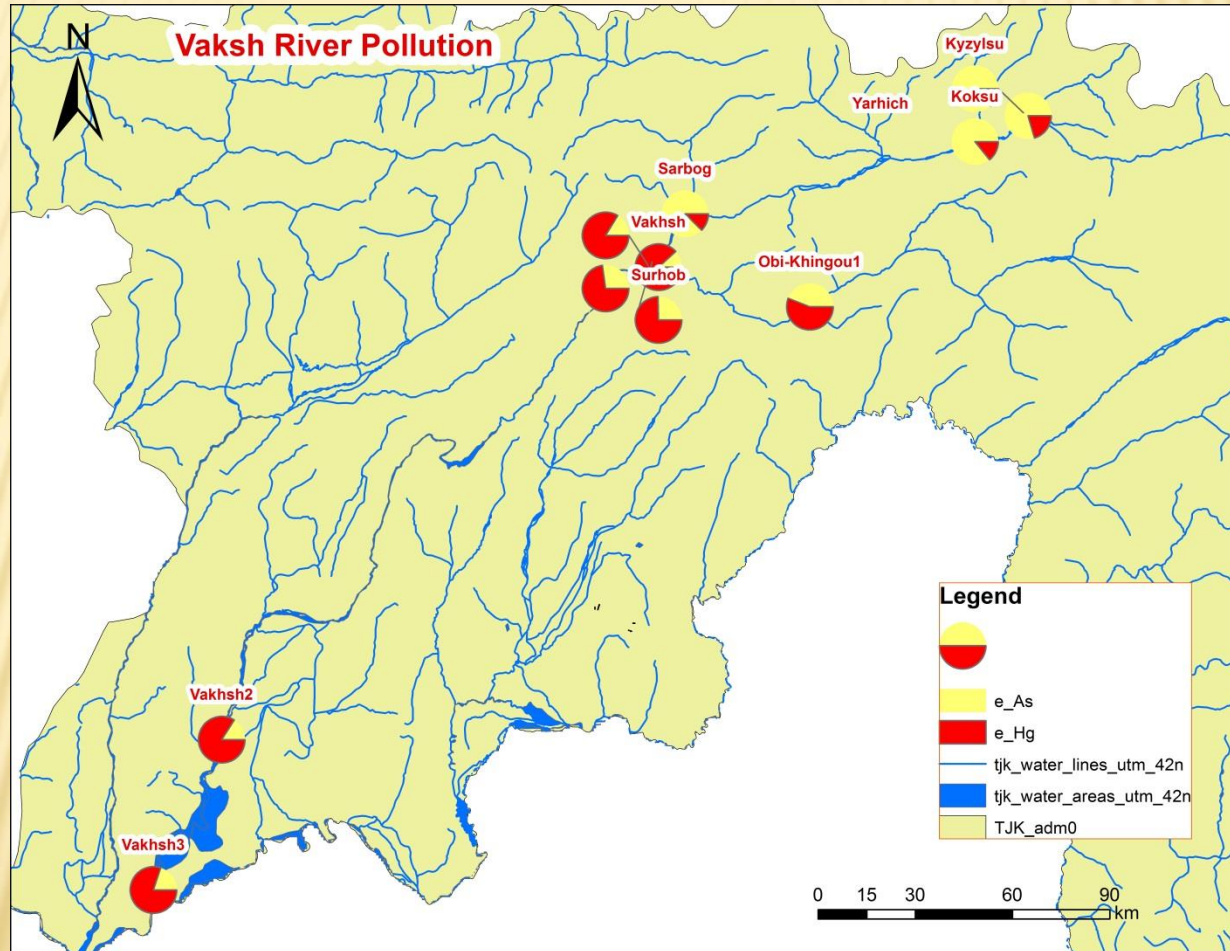 N
Vaksh River Pollution
Kyzylsu
Yarhich
Koksu
Sarbog
Vakhsh
Surhob
Obi-Khingou1
Vakhsh2
Vakhsh3
Legend
e_As
e_Hg
tjk_water_lines_utm_42n
tjk_water_areas_utm_42n
TJK_adm0
0 15 30 60 90
km